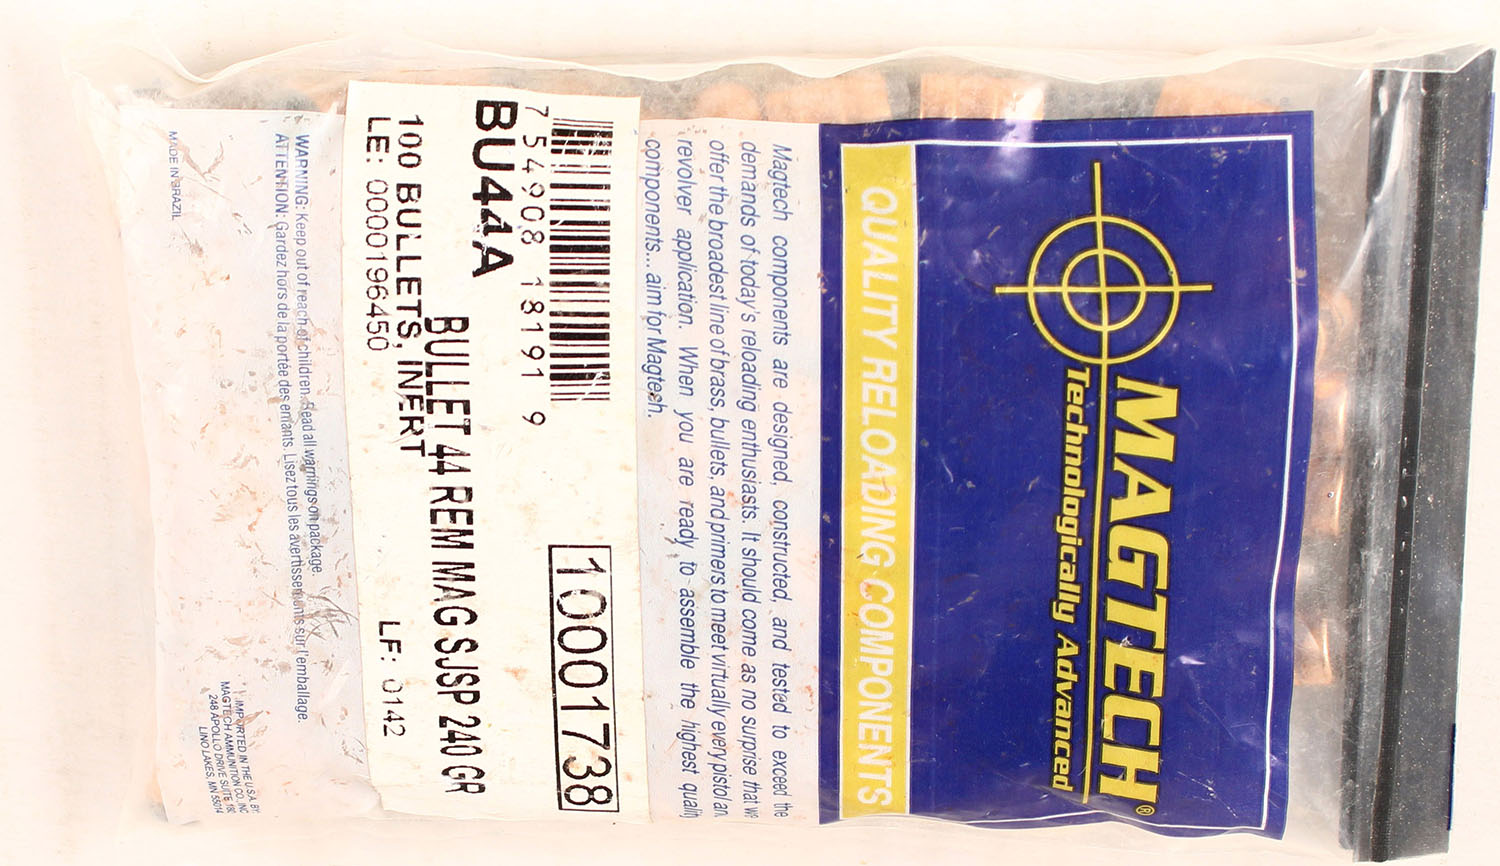 MAGTECH®
Technologically Advanced
QUALITY RELOADING COMPONENTS
Magtech components are designed, constructed, and tested to exceed the
demands of today's reloading enthusiasts. It should come as no surprise that we
offer the broadest line of brass, bullets, and primers to meet virtually every pistol an
revolver application. When you are ready to assemble the highest quality
components... aim for Magtech.
7 54908 18191 9
10001738
BU44A
BULLET 44 REM MAG SJSP 240 GR
100 BULLETS, INERT
LE: 0000196450 LF: 0142
WARNING: Keep out of reach of children. Read all warnings on package.
ATTENTION: Gardez hors de la portée des enfants. Lisez tous les avertissements sur l'emballage.
MADE IN BRAZIL
IMPORTED IN THE U.S.A. BY:
MAGTECH AMMUNITION CO., INC
248 APOLLO DRIVE SUITE 180
LINO LAKES, MN 55014